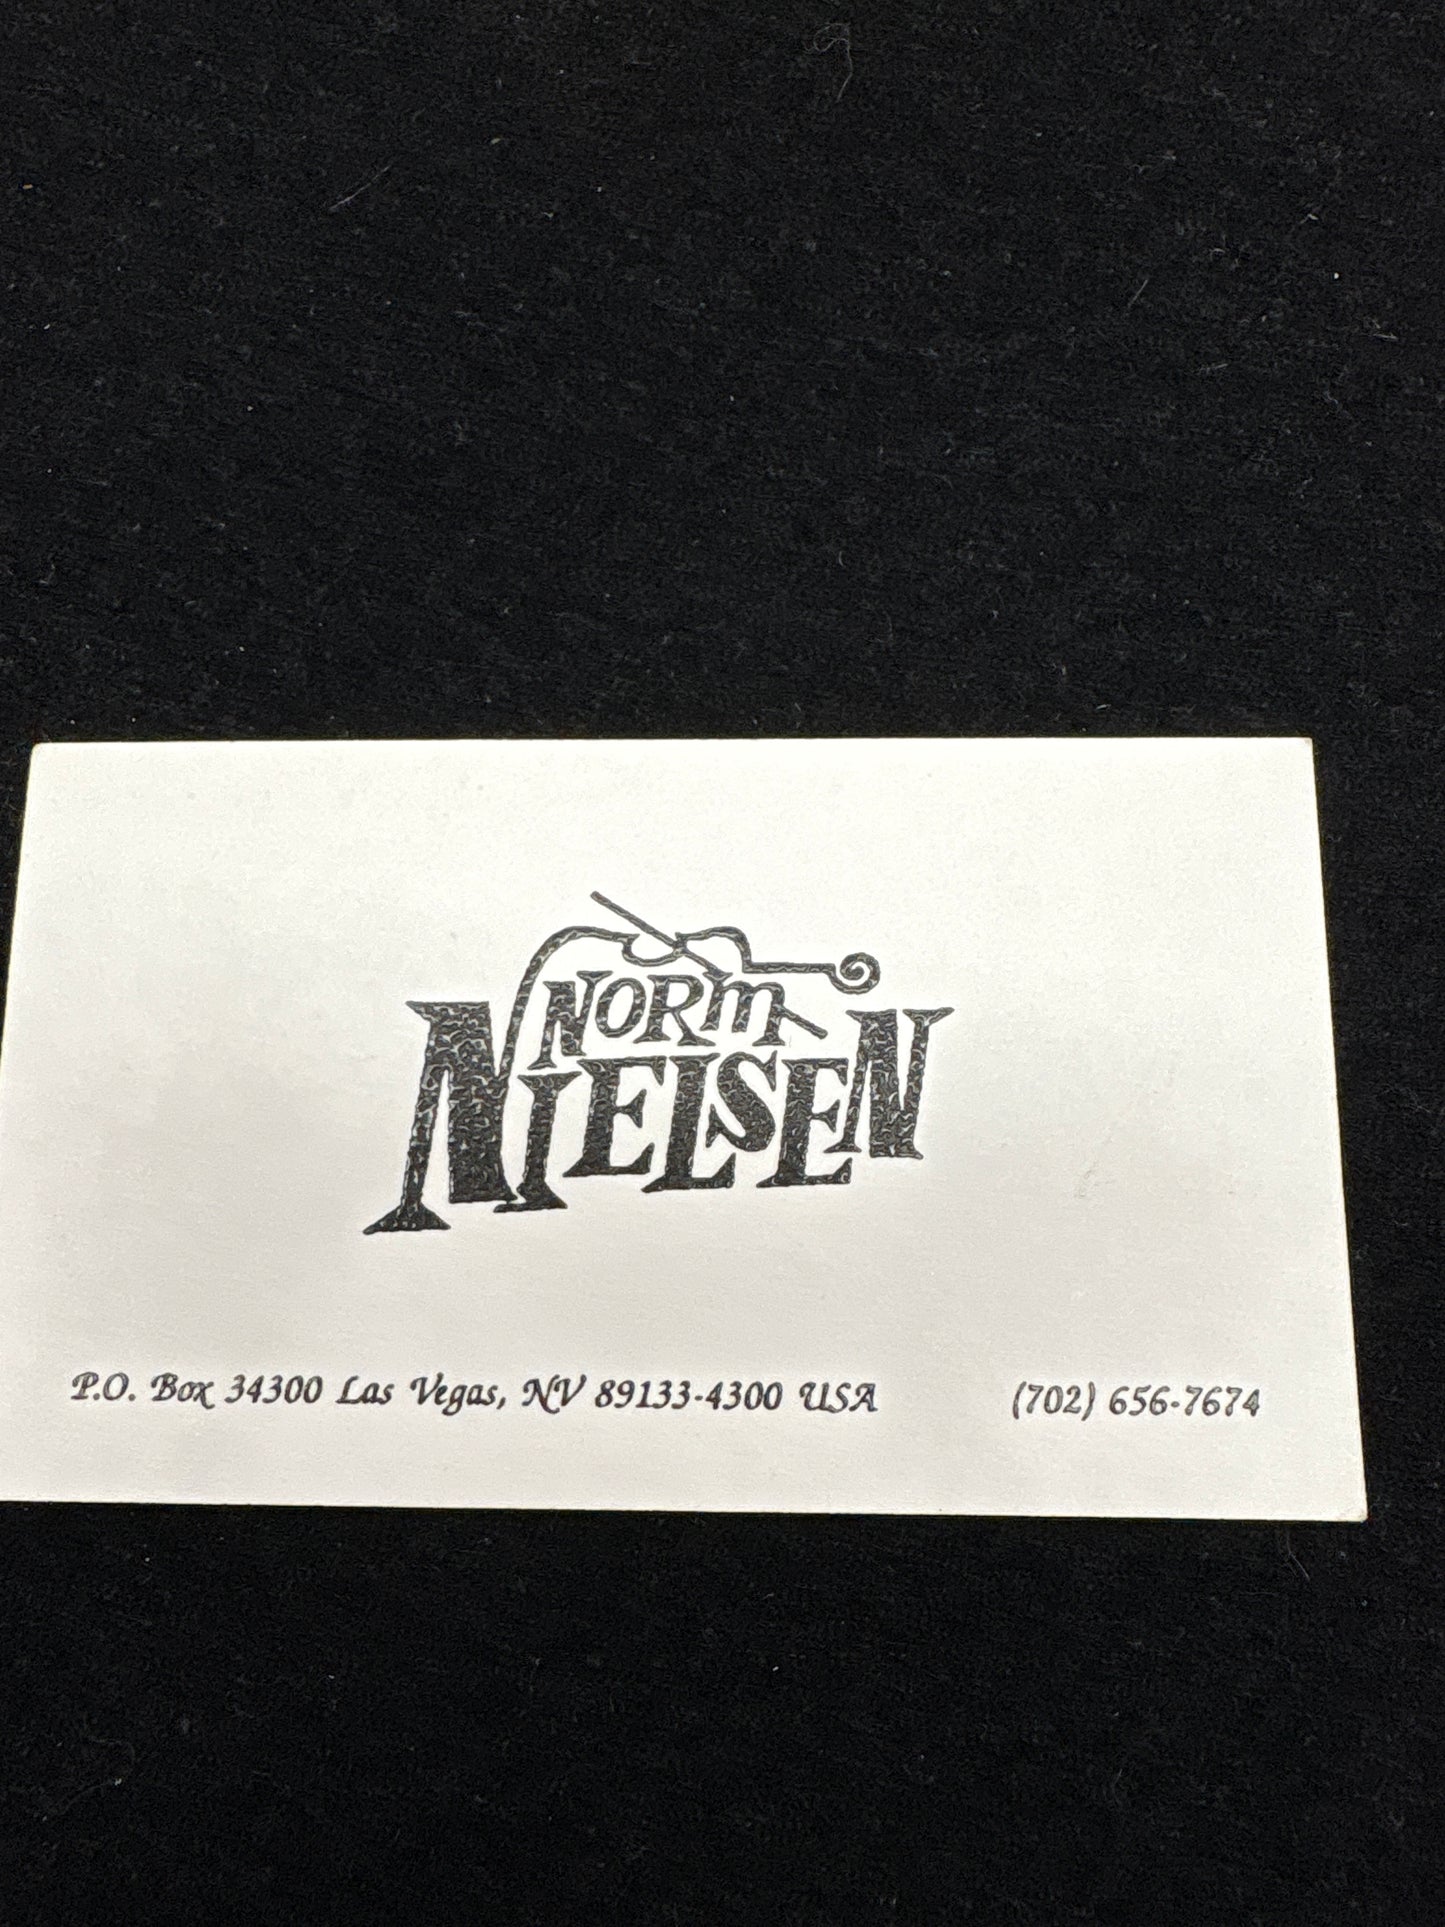 NORM
NIELSEN
P.O. Box 34300 Las Vegas, NV 89133-4300 USA (702) 656-7674